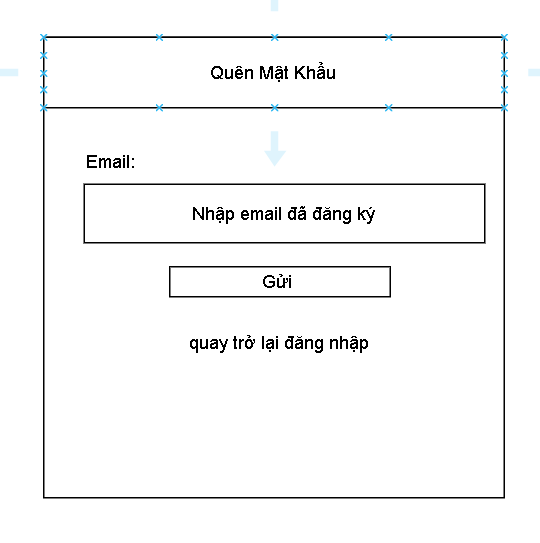 Quên Mật Khẩu
Email:
Nhập email đã đăng ký
Gửi
quay trở lại đăng nhập